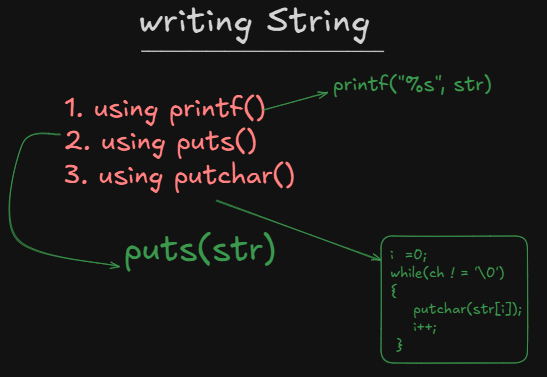 writing String
printf("%s", str)
1. using printf()
2. using puts()
3. using putchar()
puts(str)
i =0;
while(ch ! = '\0')
{
putchar(str[i]);
i++;
}